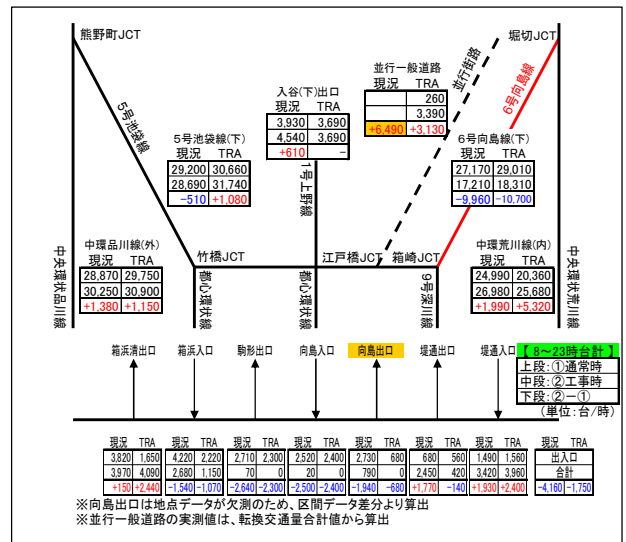 熊野町JCT
堀切JCT
並行一般道路
現況 TRA
260
3,390
+6,490 +3,130
並行街路
6号向島線
入谷(下)出口
現況 TRA
3,930 3,690
4,540 3,690
+610 -
5号池袋線
5号池袋線(下)
現況 TRA
29,200 30,660
28,690 31,740
-510 +1,080
1号上野線
6号向島線(下)
現況 TRA
27,170 29,010
17,210 18,310
-9,960 -10,700
中環品川線(外)
現況 TRA
28,870 29,750
30,250 30,900
+1,380 +1,150
竹橋JCT
江戸橋JCT
箱崎JCT
中環荒川線(内)
現況 TRA
24,990 20,360
26,980 25,680
+1,990 +5,320
中央環状品川線
都心環状線
都心環状線
9号深川線
中央環状荒川線
箱浜清出口
箱浜入口
駒形出口
向島入口
向島出口
堤通出口
堤通入口
【 8~23時台計 】
上段:①通常時
中段:②工事時
下段:②-①
(単位:台/時)
現況 TRA 現況 TRA 現況 TRA 現況 TRA 現況 TRA 現況 TRA 現況 TRA 現況 TRA
3,820 1,650 4,220 2,220 2,710 2,300 2,520 2,400 2,730 680 680 560 1,490 1,560 出入口
3,970 4,090 2,680 1,150 70 0 20 0 790 0 2,450 420 3,420 3,960 合計
+150 +2,440 -1,540 -1,070 -2,640 -2,300 -2,500 -2,400 -1,940 -680 +1,770 -140 +1,930 +2,400 -4,160 -1,750
※向島出口は地点データが欠測のため、区間データ差分より算出
※並行一般道路の実測値は、転換交通量合計値から算出